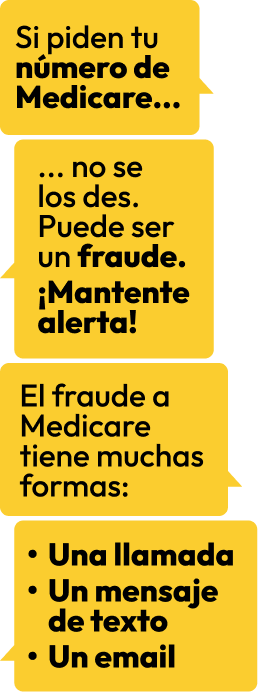 Si piden tu
número de
Medicare...
... no se
los des.
Puede ser
un fraude.
¡Mantente
alerta!
El fraude a
Medicare
tiene muchas
formas:
• Una llamada
• Un mensaje
de texto
• Un email